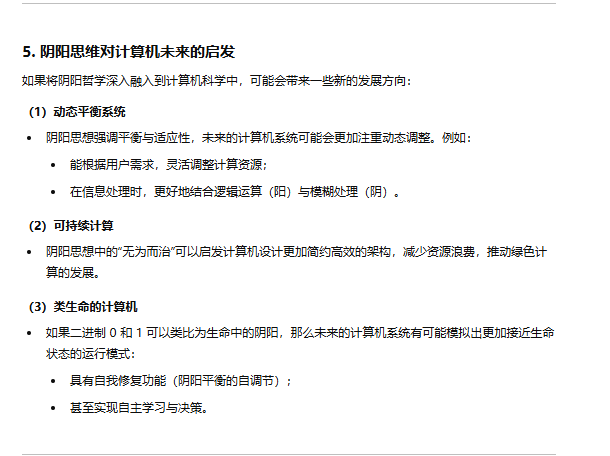 5. 阴阳思维对计算机未来的启发
如果将阴阳哲学深入融入到计算机科学中，可能会带来一些新的发展方向：
（1）动态平衡系统
• 阴阳思想强调平衡与适应性，未来的计算机系统可能会更加注重动态调整。例如：
• 能根据用户需求，灵活调整计算资源；
• 在信息处理时，更好地结合逻辑运算（阳）与模糊处理（阴）。
（2）可持续计算
• 阴阳思想中的“无为而治”可以启发计算机设计更加简约高效的架构，减少资源浪费，推动绿色计
算的发展。
（3）类生命的计算机
• 如果二进制 0 和 1 可以类比为生命中的阴阳，那么未来的计算机系统有可能模拟出更加接近生命
状态的运行模式：
• 具有自我修复功能（阴阳平衡的自调节）；
• 甚至实现自主学习与决策。